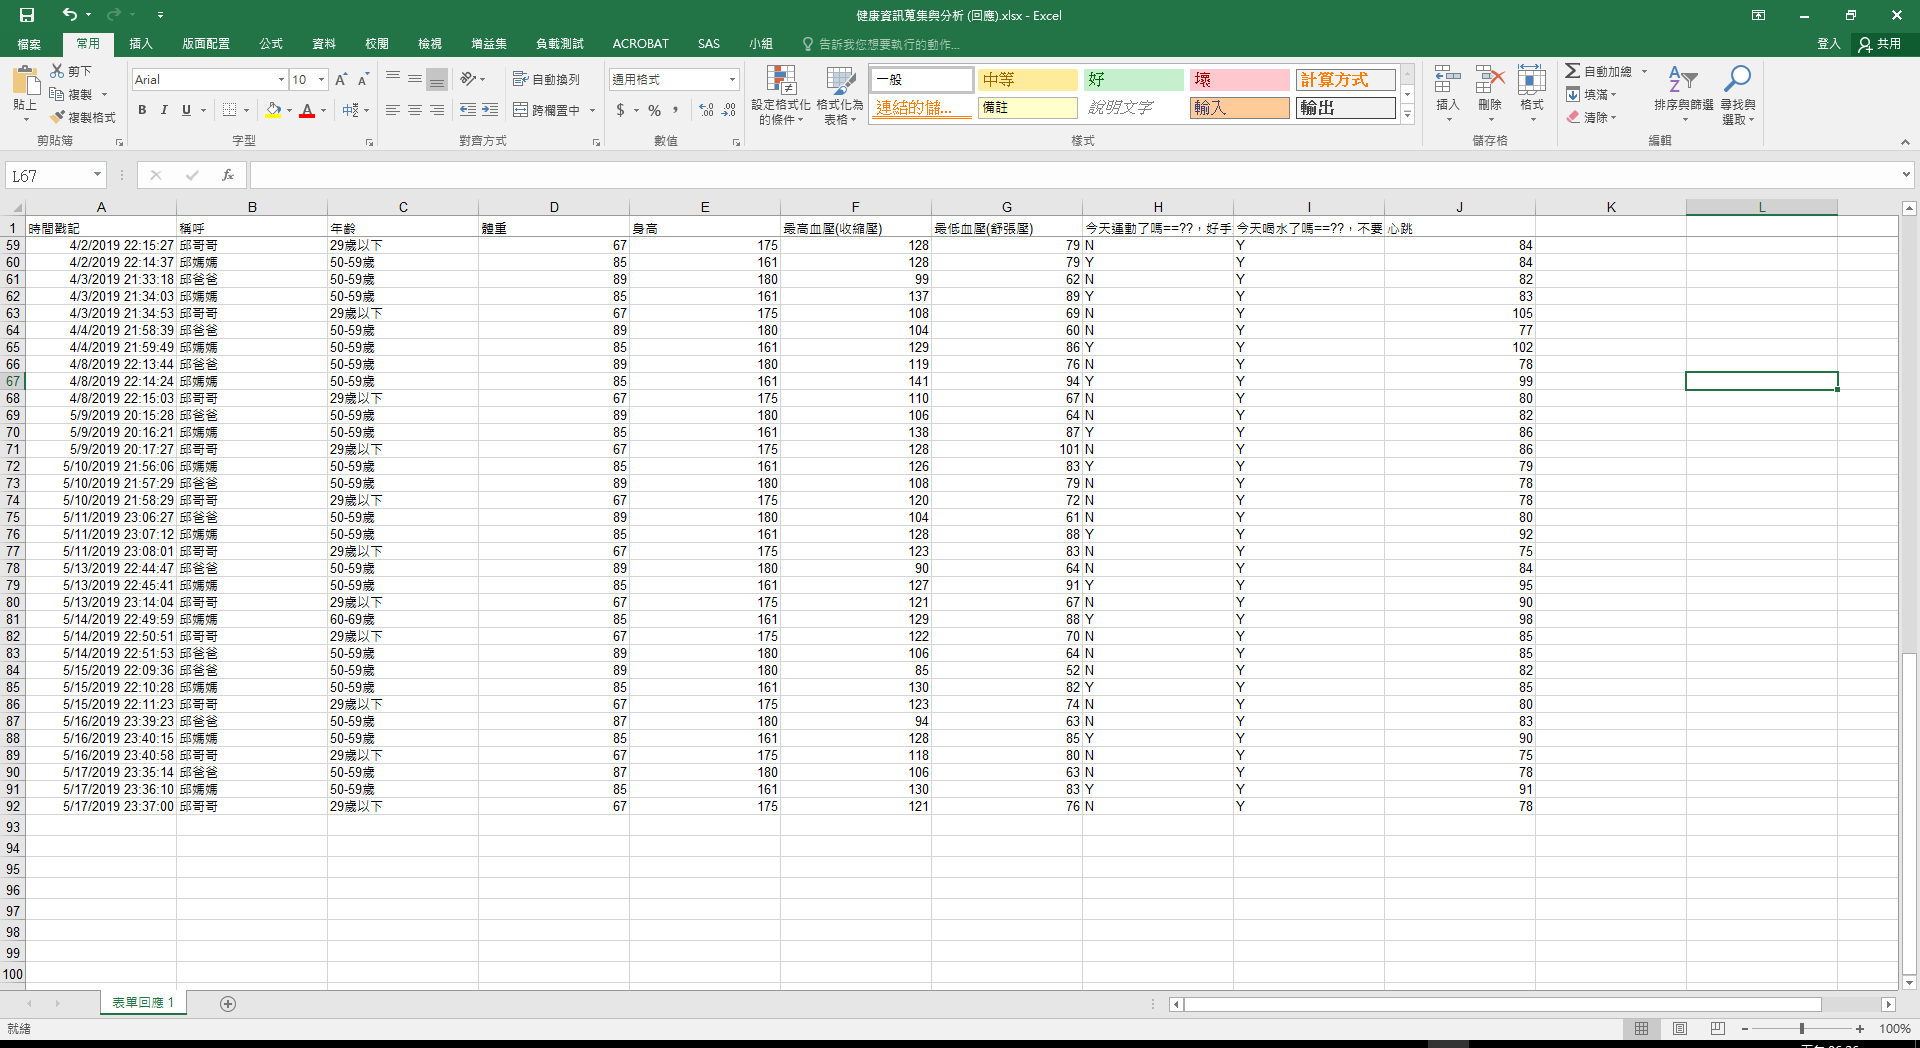 健康資訊蒐集與分析 (回應).xlsx - Excel
檔案 常用 插入 版面配置 公式 資料 校閱 檢視 增益集 負載測試 ACROBAT SAS 小組 告訴我您想要執行的動作... 登入 共用
貼上 剪下 複製 複製格式 剪貼簿
Arial 10 B I U A A A 中 字型
自動換列 跨欄置中 對齊方式
通用格式 $ % , 數值
設定格式化的條件 格式化為表格 一般 中等 好 壞 計算方式
連結的儲... 備註 說明文字 輸入 輸出 樣式
插入 刪除 格式 儲存格
自動加總 填滿 清除 排序與篩選 尋找與選取 編輯
L67 fx
A B C D E F G H I J K L
1 時間戳記 稱呼 年齡 體重 身高 最高血壓(收縮壓) 最低血壓(舒張壓) 今天運動了嗎==??，好手 今天喝水了嗎==??，不要 心跳
59 4/2/2019 22:15:27 邱哥哥 29歲以下 67 175 128 79 N Y 84
60 4/2/2019 22:14:37 邱媽媽 50-59歲 85 161 128 79 Y Y 84
61 4/3/2019 21:33:18 邱爸爸 50-59歲 89 180 99 62 N Y 82
62 4/3/2019 21:34:03 邱媽媽 50-59歲 85 161 137 89 Y Y 83
63 4/3/2019 21:34:53 邱哥哥 29歲以下 67 175 108 69 N Y 105
64 4/4/2019 21:58:39 邱爸爸 50-59歲 89 180 104 60 N Y 77
65 4/4/2019 21:59:49 邱媽媽 50-59歲 85 161 129 86 Y Y 102
66 4/8/2019 22:13:44 邱爸爸 50-59歲 89 180 119 76 N Y 78
67 4/8/2019 22:14:24 邱媽媽 50-59歲 85 161 141 94 Y Y 99
68 4/8/2019 22:15:03 邱哥哥 29歲以下 67 175 110 67 N Y 80
69 5/9/2019 20:15:28 邱爸爸 50-59歲 89 180 106 64 N Y 82
70 5/9/2019 20:16:21 邱媽媽 50-59歲 85 161 138 87 Y Y 86
71 5/9/2019 20:17:27 邱哥哥 29歲以下 67 175 128 101 N Y 86
72 5/10/2019 21:56:06 邱媽媽 50-59歲 85 161 126 83 Y Y 79
73 5/10/2019 21:57:29 邱爸爸 50-59歲 89 180 108 79 N Y 78
74 5/10/2019 21:58:29 邱哥哥 29歲以下 67 175 120 72 N Y 78
75 5/11/2019 23:06:27 邱爸爸 50-59歲 89 180 104 61 N Y 80
76 5/11/2019 23:07:12 邱媽媽 50-59歲 85 161 128 88 Y Y 92
77 5/11/2019 23:08:01 邱哥哥 29歲以下 67 175 123 83 N Y 75
78 5/13/2019 22:44:47 邱爸爸 50-59歲 89 180 90 64 N Y 84
79 5/13/2019 22:45:41 邱媽媽 50-59歲 85 161 127 91 Y Y 95
80 5/13/2019 23:14:04 邱哥哥 29歲以下 67 175 121 67 N Y 90
81 5/14/2019 22:49:59 邱媽媽 60-69歲 85 161 129 88 Y Y 98
82 5/14/2019 22:50:51 邱哥哥 29歲以下 67 175 122 70 N Y 85
83 5/14/2019 22:51:53 邱爸爸 50-59歲 89 180 106 64 N Y 85
84 5/15/2019 22:09:36 邱爸爸 50-59歲 89 180 85 52 N Y 82
85 5/15/2019 22:10:28 邱媽媽 50-59歲 85 161 130 82 Y Y 85
86 5/15/2019 22:11:23 邱哥哥 29歲以下 67 175 123 74 N Y 80
87 5/16/2019 23:39:23 邱爸爸 50-59歲 87 180 94 63 N Y 83
88 5/16/2019 23:40:15 邱媽媽 50-59歲 85 161 128 85 Y Y 90
89 5/16/2019 23:40:58 邱哥哥 29歲以下 67 175 118 80 N Y 75
90 5/17/2019 23:35:14 邱爸爸 50-59歲 87 180 106 63 N Y 78
91 5/17/2019 23:36:10 邱媽媽 50-59歲 85 161 130 83 Y Y 91
92 5/17/2019 23:37:00 邱哥哥 29歲以下 67 175 121 76 N Y 78
93
94
95
96
97
98
99
100
表單回應 1
就緒 100%